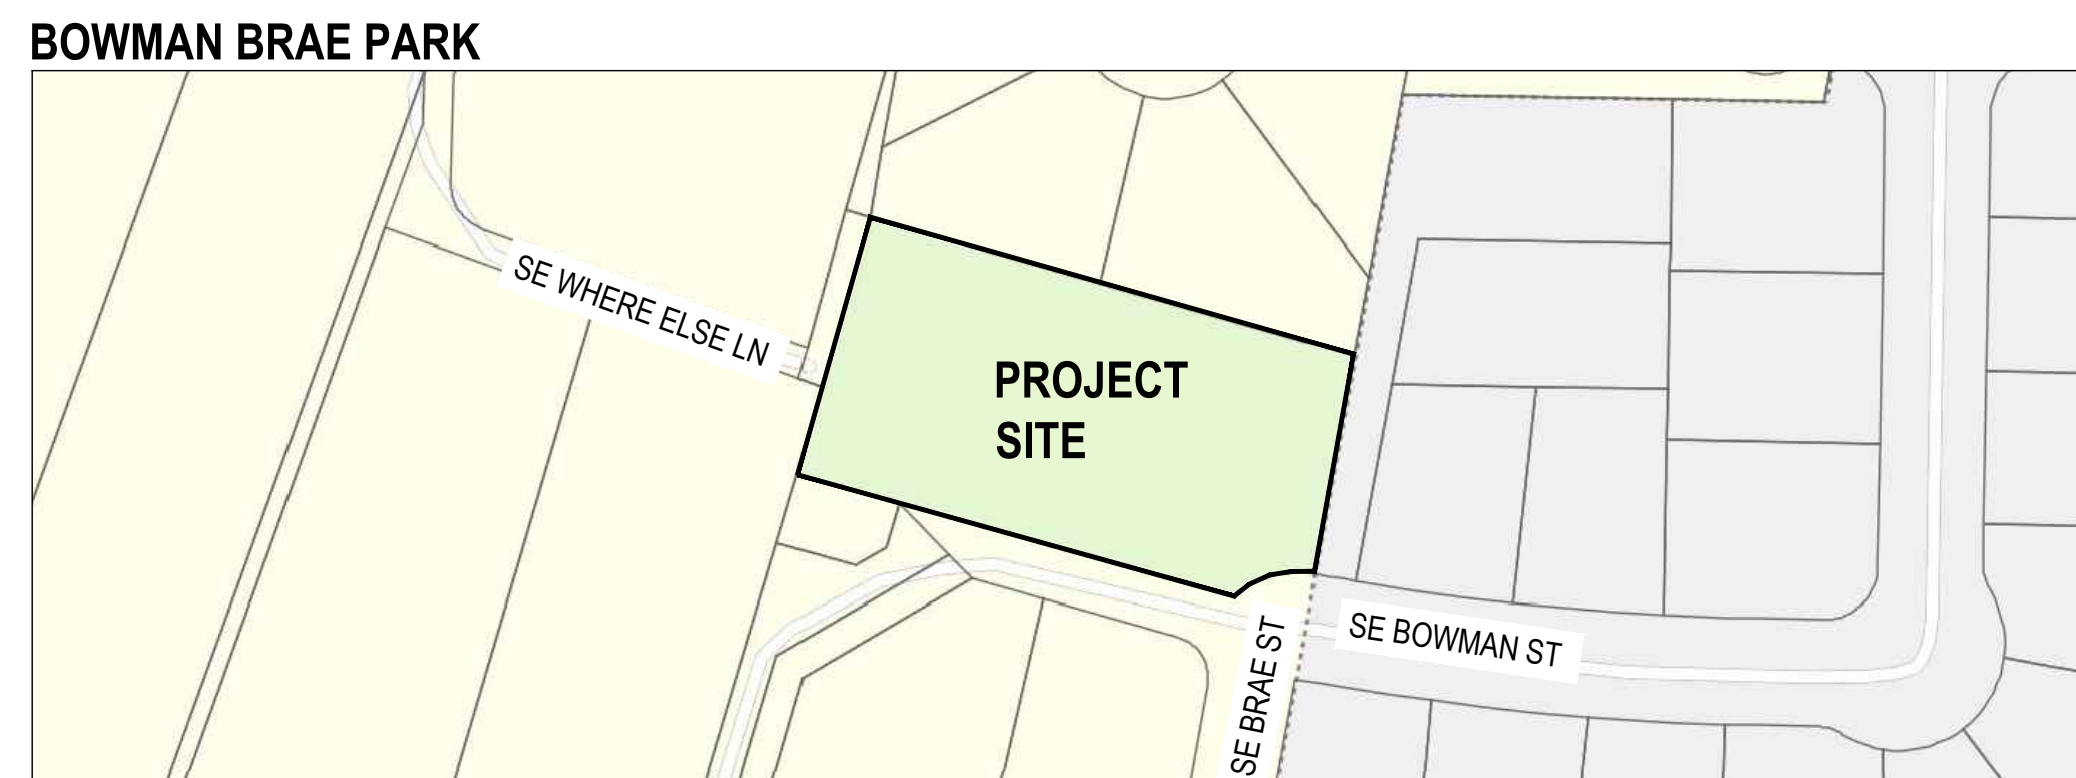 BOWMAN BRAE PARK
SE WHERE ELSE LN
PROJECT
SITE
SE BOWMAN ST
SE BRAE ST